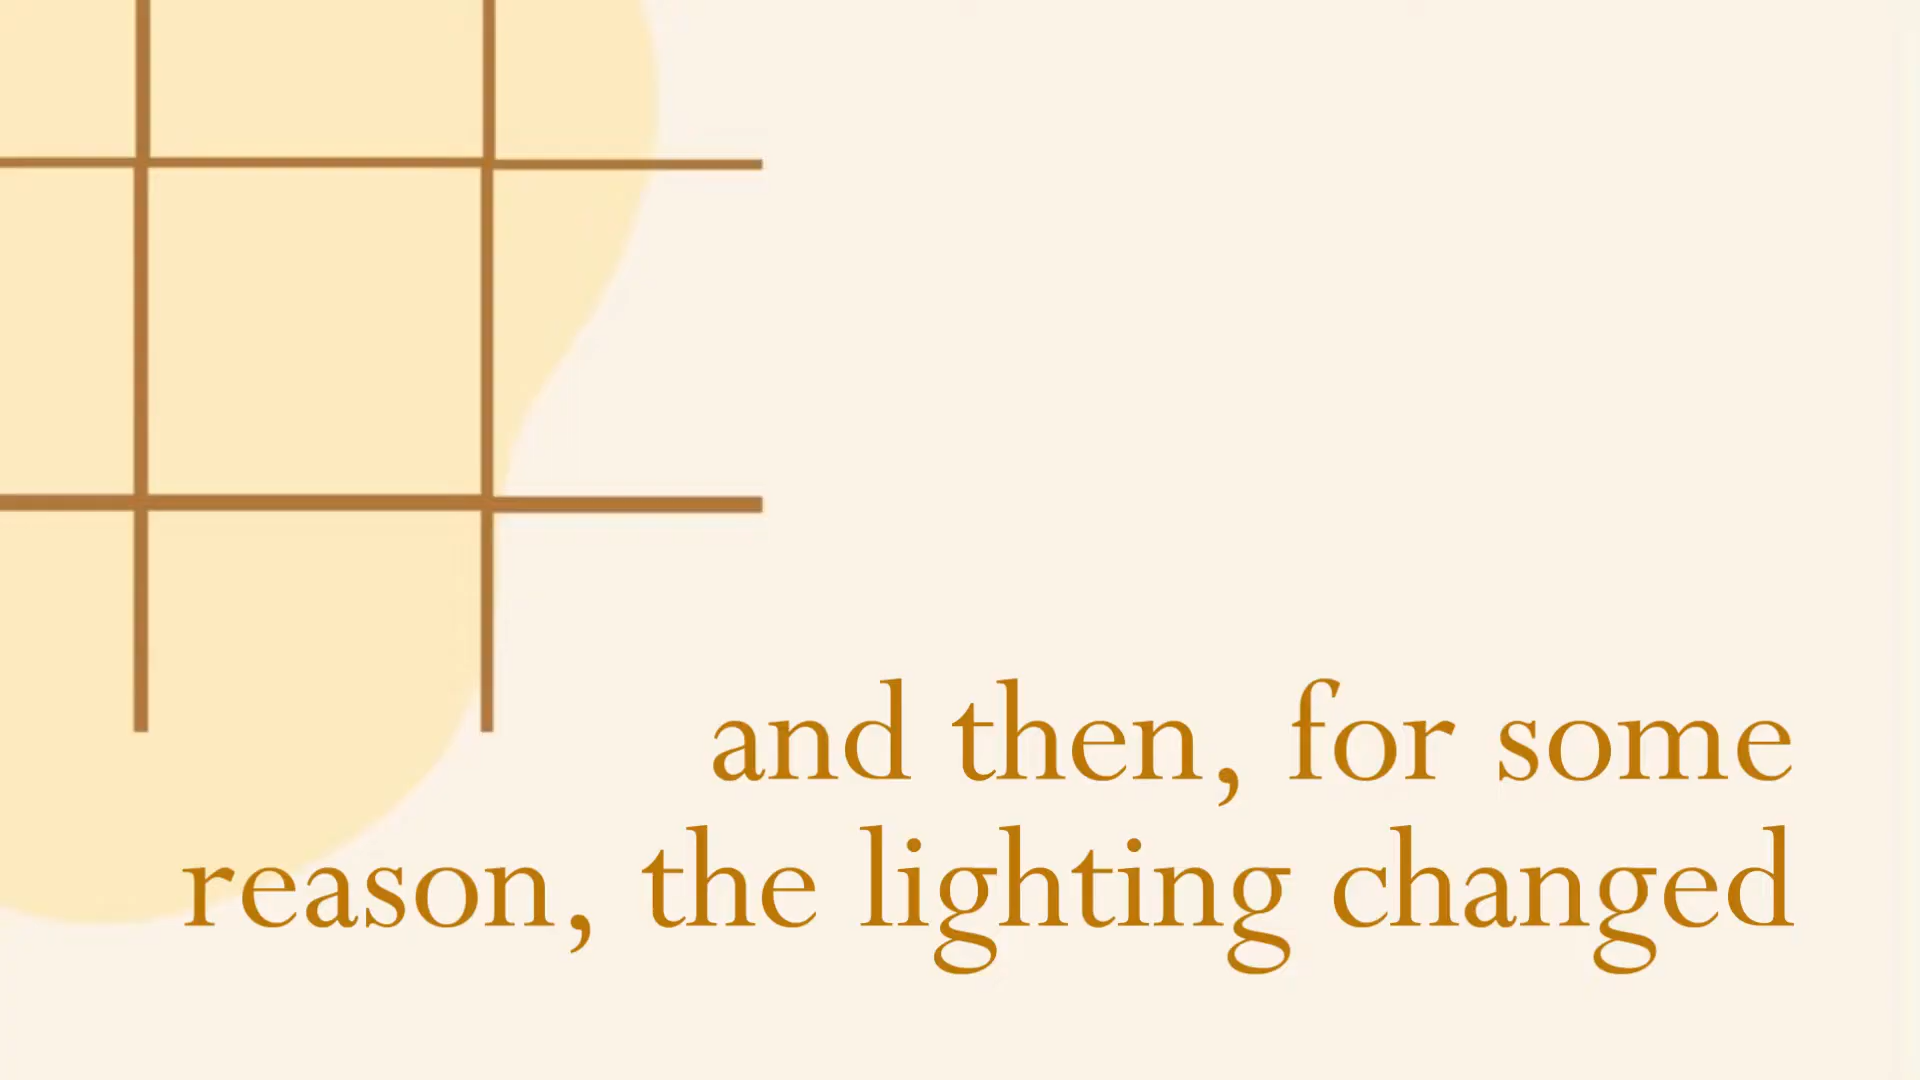 and then, for some
reason, the lighting changed